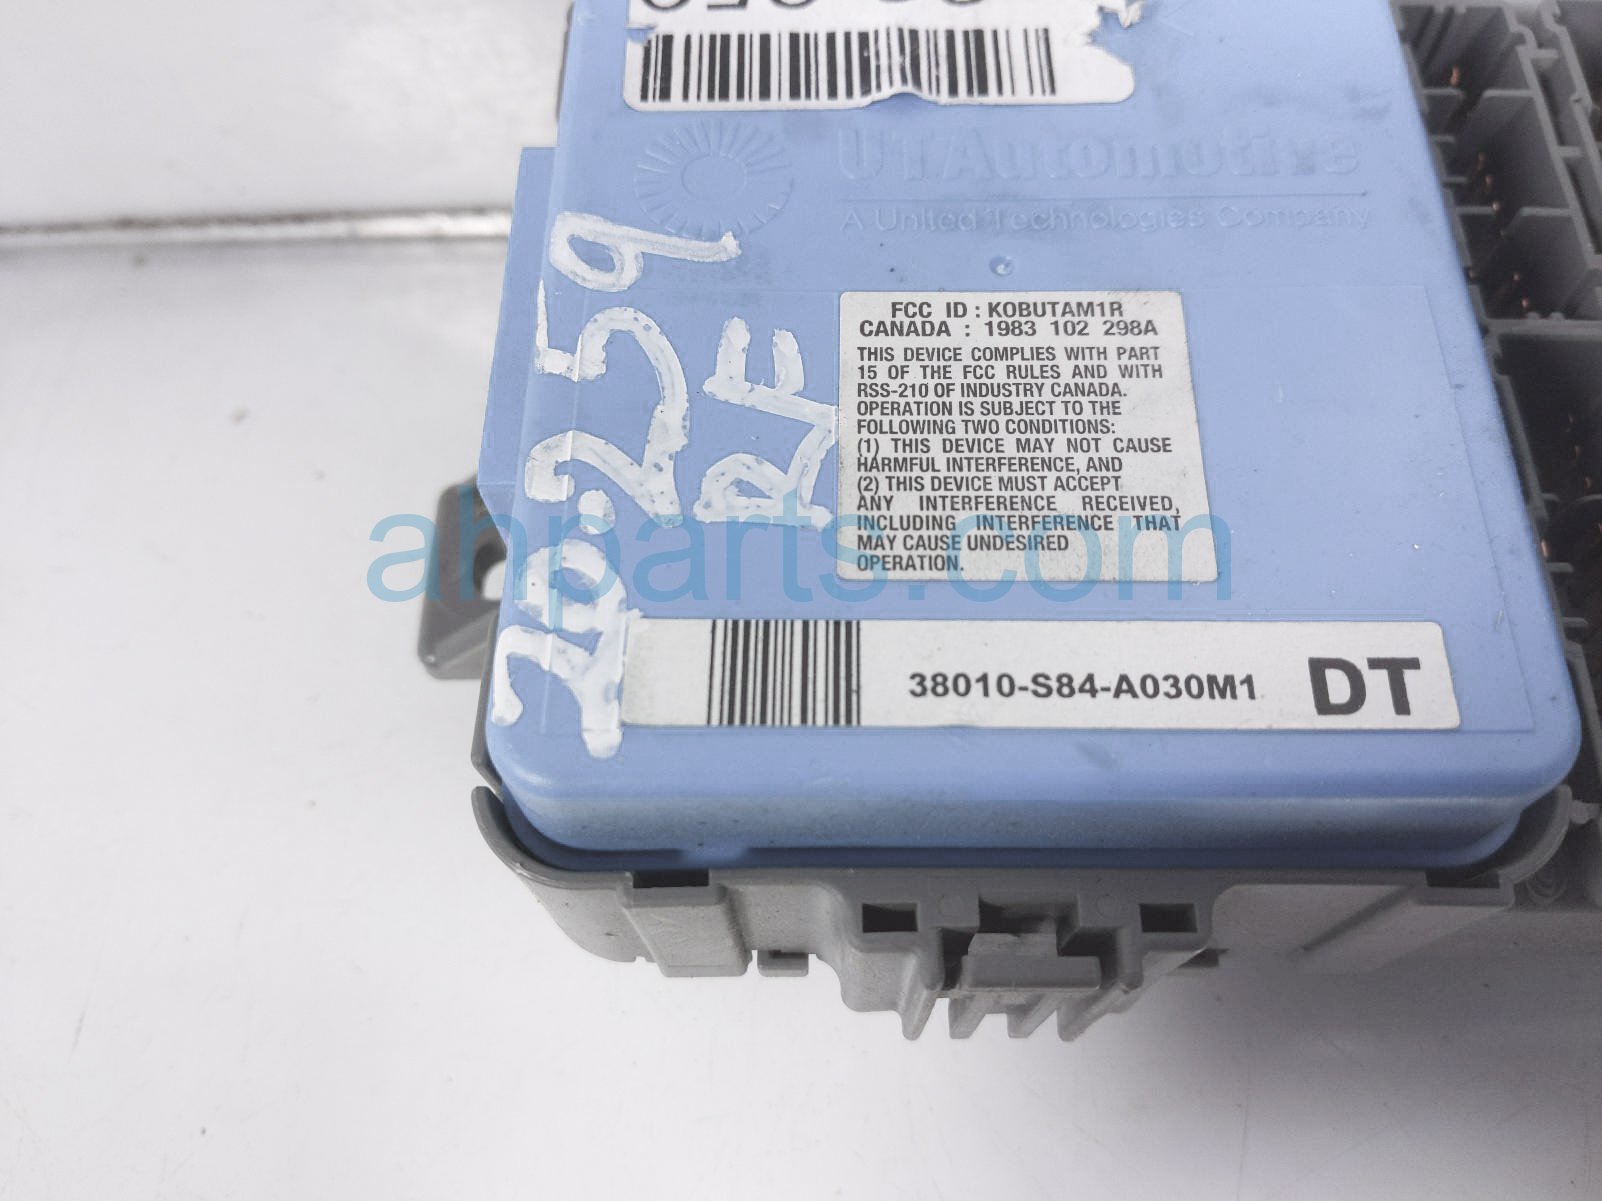 UTAutomotive
A United Technologies Company
FCC ID : KOBUTAM1R
CANADA : 1983 102 298A
THIS DEVICE COMPLIES WITH PART
15 OF THE FCC RULES AND WITH
RSS-210 OF INDUSTRY CANADA.
OPERATION IS SUBJECT TO THE
FOLLOWING TWO CONDITIONS:
(1) THIS DEVICE MAY NOT CAUSE
HARMFUL INTERFERENCE, AND
(2) THIS DEVICE MUST ACCEPT
ANY INTERFERENCE RECEIVED,
INCLUDING INTERFERENCE THAT
MAY CAUSE UNDESIRED
OPERATION.
ahparts.com
38010-S84-A030M1 DT